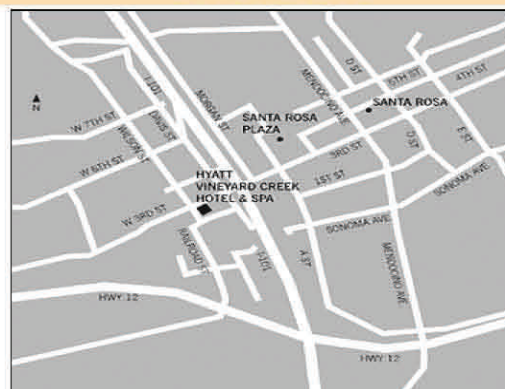 N
I-101
MORGAN ST.
MENDOCINO AVE.
D ST
5TH ST
4TH ST
SANTA ROSA
SANTA ROSA
PLAZA
W 7TH ST.
WILSON ST.
DAVIS ST.
3RD ST
D ST
E ST
W 6TH ST.
HYATT
VINEYARD CREEK
HOTEL & SPA
1ST ST
SONOMA AVE.
SONOMA AVE.
W 3RD ST
RAILROAD ST.
I-101
A ST
MENDOCINO AVE.
HWY 12
HWY 12